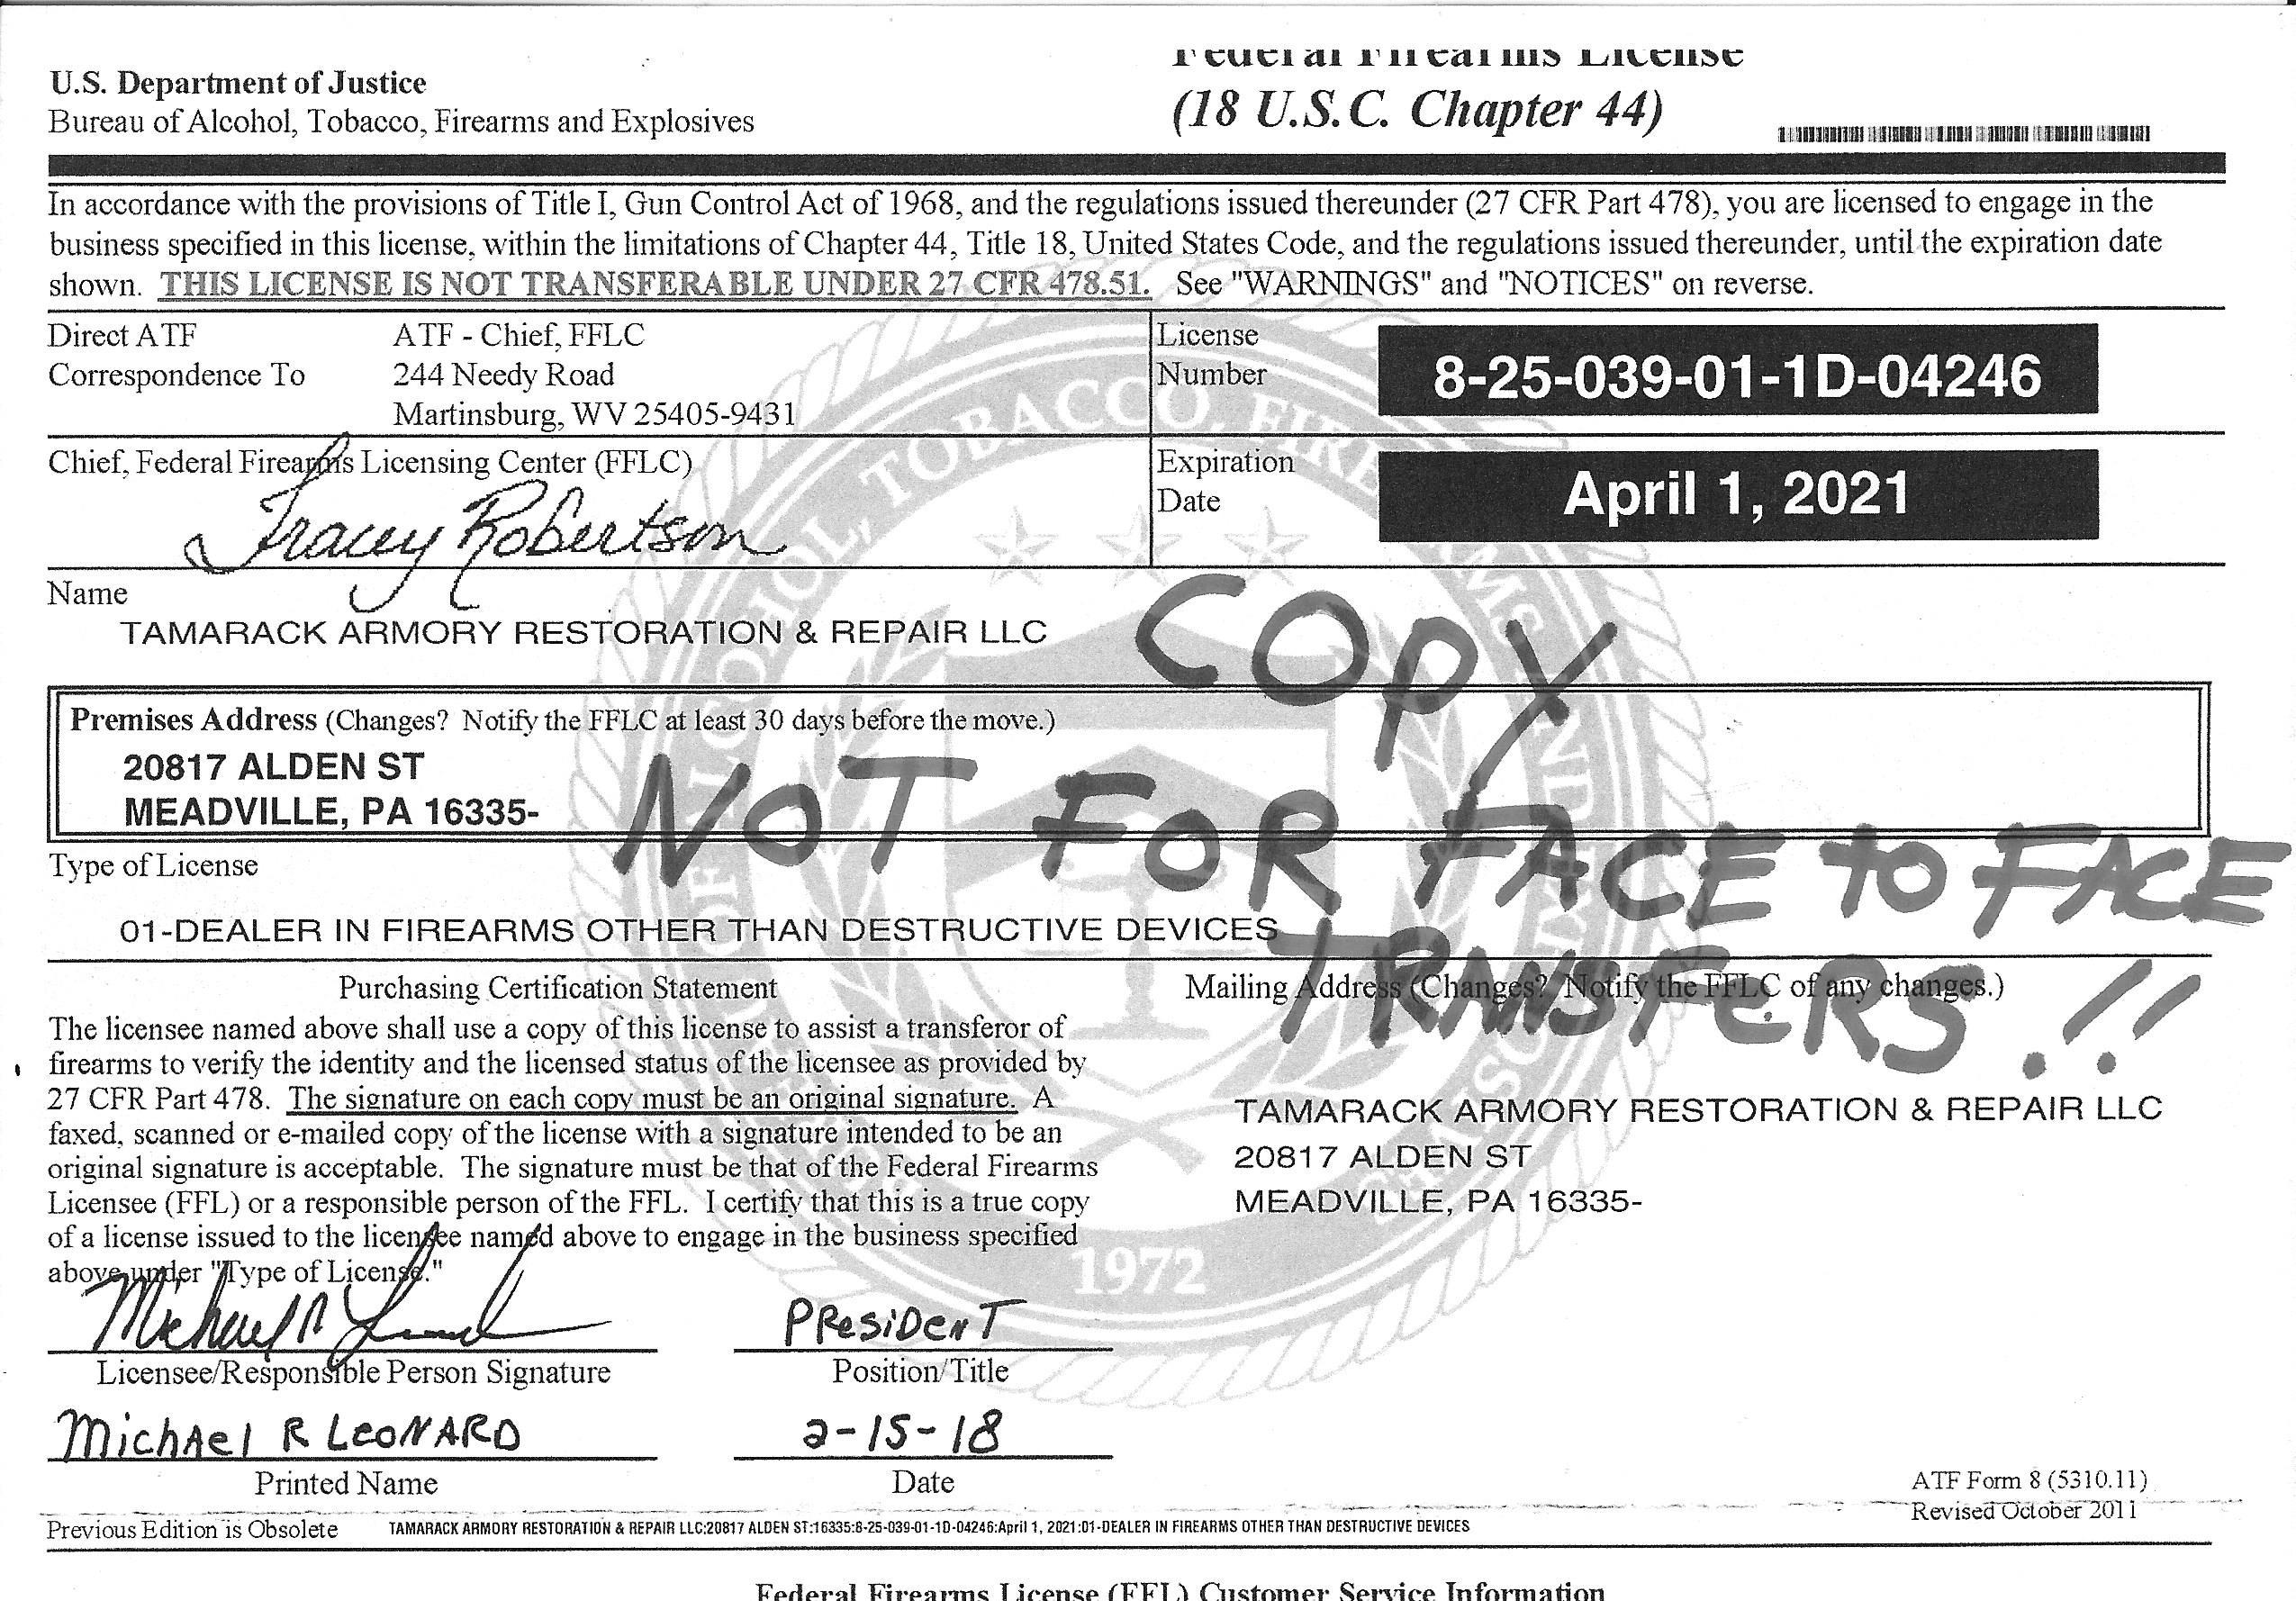 Federal Firearms License
U.S. Department of Justice
(18 U.S.C. Chapter 44)
Bureau of Alcohol, Tobacco, Firearms and Explosives
In accordance with the provisions of Title I, Gun Control Act of 1968, and the regulations issued thereunder (27 CFR Part 478), you are licensed to engage in the
business specified in this license, within the limitations of Chapter 44, Title 18, United States Code, and the regulations issued thereunder, until the expiration date
shown. THIS LICENSE IS NOT TRANSFERABLE UNDER 27 CFR 478.51. See "WARNINGS" and "NOTICES" on reverse.
Direct ATF
Correspondence To
ATF - Chief, FFLC
244 Needy Road
Martinsburg, WV 25405-9431
License
Number
8-25-039-01-1D-04246
Chief, Federal Firearms Licensing Center (FFLC)
Tracey Robertson
Expiration
Date
April 1, 2021
Name
TAMARACK ARMORY RESTORATION & REPAIR LLC
COPY
NOT FOR FACE TO FACE
TRANSFERS!!
Premises Address (Changes? Notify the FFLC at least 30 days before the move.)
20817 ALDEN ST
MEADVILLE, PA 16335-
Type of License
01-DEALER IN FIREARMS OTHER THAN DESTRUCTIVE DEVICES
Purchasing Certification Statement
The licensee named above shall use a copy of this license to assist a transferor of
firearms to verify the identity and the licensed status of the licensee as provided by
27 CFR Part 478. The signature on each copy must be an original signature. A
faxed, scanned or e-mailed copy of the license with a signature intended to be an
original signature is acceptable. The signature must be that of the Federal Firearms
Licensee (FFL) or a responsible person of the FFL. I certify that this is a true copy
of a license issued to the licensee named above to engage in the business specified
above under "Type of License."
Mailing Address (Changes? Notify the FFLC of any changes.)
TAMARACK ARMORY RESTORATION & REPAIR LLC
20817 ALDEN ST
MEADVILLE, PA 16335-
1972
Michael R Leonard
Licensee/Responsible Person Signature
PResiDeNT
Position/Title
MichAel R LeoNARD
Printed Name
2-15-18
Date
ATF Form 8 (5310.11)
Revised October 2011
Previous Edition is Obsolete
TAMARACK ARMORY RESTORATION & REPAIR LLC:20817 ALDEN ST:16335:8-25-039-01-1D-04246:April 1, 2021:01-DEALER IN FIREARMS OTHER THAN DESTRUCTIVE DEVICES
Federal Firearms License (FFL) Customer Service Information